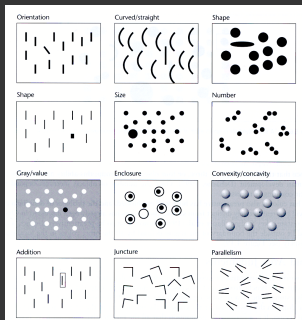 Orientation
Curved/straight
Shape
Shape
Size
Number
Gray/value
Enclosure
Convexity/concavity
Addition
Juncture
Parallelism